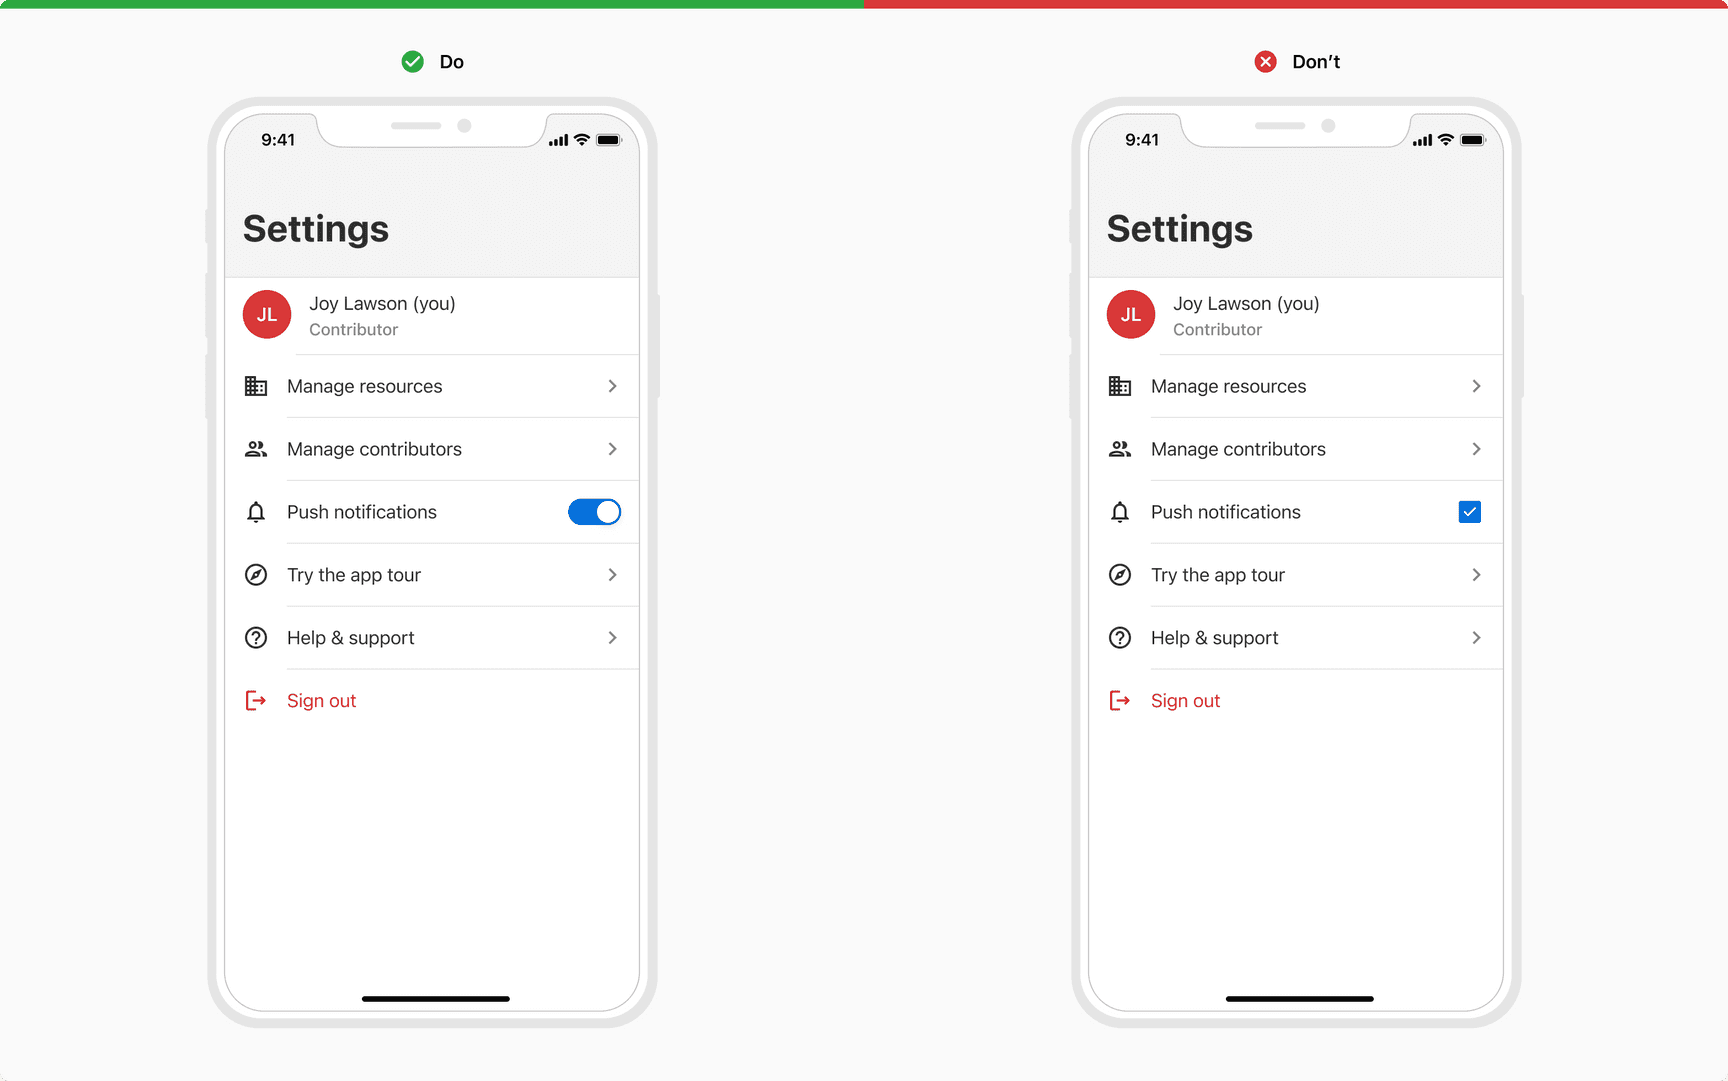 Do
9:41
Settings
JL
Joy Lawson (you)
Contributor
Manage resources
Manage contributors
Push notifications
Try the app tour
Help & support
Sign out
Don’t
9:41
Settings
JL
Joy Lawson (you)
Contributor
Manage resources
Manage contributors
Push notifications
Try the app tour
Help & support
Sign out